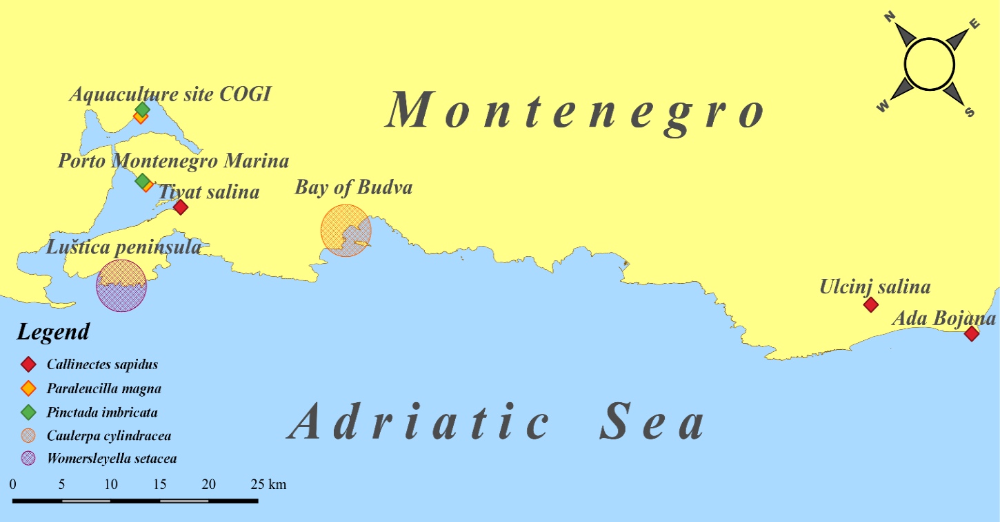 N
E
W
S
Aquaculture site COGI
Montenegro
Porto Montenegro Marina
Tivat salina
Bay of Budva
Luštica peninsula
Ulcinj salina
Ada Bojana
Legend
Callinectes sapidus
Paraleucilla magna
Pinctada imbricata
Caulerpa cylindracea
Womersleyella setacea
Adriatic Sea
0 5 10 15 20 25 km